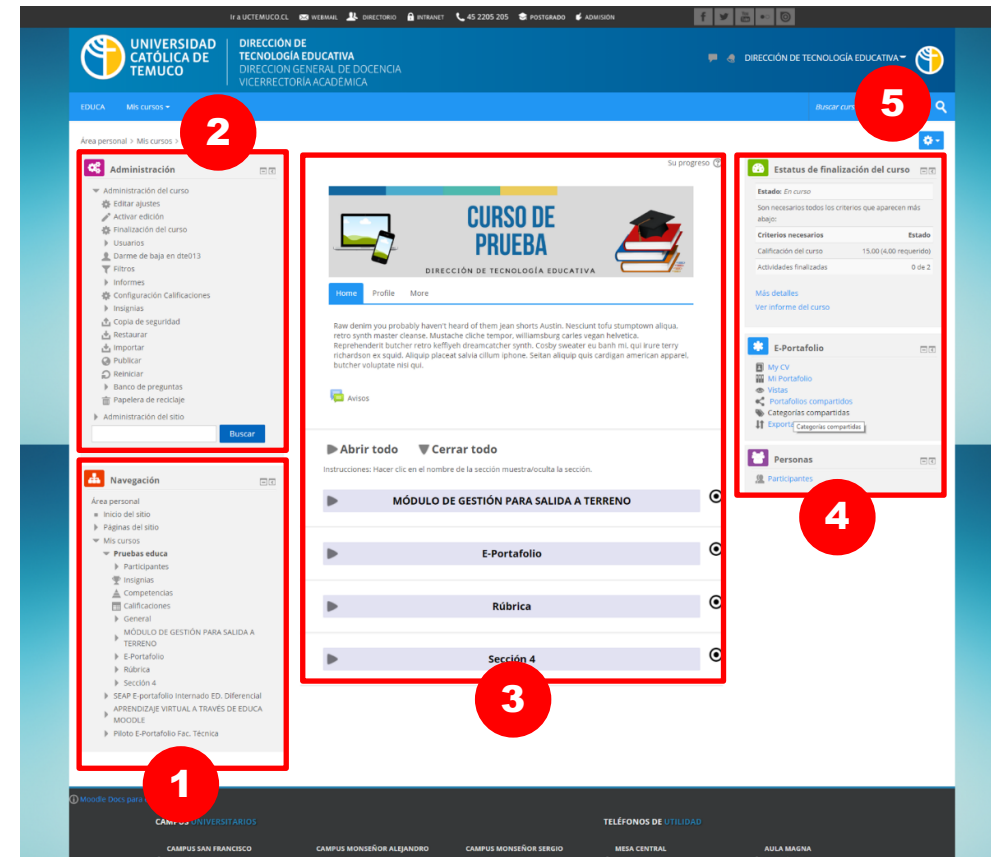 Ir a UCTEMUCO.CL WEBMAIL DIRECTORIO INTRANET 45 2205 205 POSTGRADO ADMISIÓN
UNIVERSIDAD
CATÓLICA DE
TEMUCO
DIRECCIÓN DE
TECNOLOGÍA EDUCATIVA
DIRECCION GENERAL DE DOCENCIA
VICERRECTORÍA ACADÉMICA
DIRECCIÓN DE TECNOLOGÍA EDUCATIVA
EDUCA Mis cursos
Buscar
5
2
Área personal > Mis cursos >
Administración
Administración del curso
Editar ajustes
Activar edición
Finalización del curso
Usuarios
Darme de baja en dte013
Filtros
Informes
Configuración Calificaciones
Insignias
Copia de seguridad
Restaurar
Importar
Publicar
Reiniciar
Banco de preguntas
Papelera de reciclaje
Administración del sitio
Buscar
Navegación
Área personal
Inicio del sitio
Páginas del sitio
Mis cursos
Pruebas educa
Participantes
Insignias
Competencias
Calificaciones
General
MÓDULO DE GESTIÓN PARA SALIDA A
TERRENO
E-Portafolio
Rúbrica
Sección 4
SEAP E-portafolio Internado ED. Diferencial
APRENDIZAJE VIRTUAL A TRAVÉS DE EDUCA
MOODLE
Piloto E-Portafolio Fac. Técnica
1
Su progreso
CURSO DE
PRUEBA
DIRECCIÓN DE TECNOLOGÍA EDUCATIVA
Home Profile More
Raw denim you probably haven't heard of them jean shorts Austin. Nesciunt tofu stumptown aliqua.
retro synth master cleanse. Mustache cliche tempor, williamsburg carles vegan helvetica.
Reprehenderit butcher retro keffiyeh dreamcatcher synth. Cosby sweater eu banh mi, qui irure terry
richardson ex squid. Aliquip placeat salvia cillum iphone. Seitan aliquip quis cardigan american apparel,
butcher voluptate nisi qui.
Avisos
Abrir todo Cerrar todo
Instrucciones: Hacer clic en el nombre de la sección muestra/oculta la sección.
MÓDULO DE GESTIÓN PARA SALIDA A TERRENO
E-Portafolio
Rúbrica
Sección 4
3
Estatus de finalización del curso
Estado: En curso
Son necesarios todos los criterios que aparecen más
abajo:
Criterios necesarios Estado
Calificación del curso 15.00 (4.00 requerido)
Actividades finalizadas 0 de 2
Más detalles
Ver informe del curso
E-Portafolio
My CV
Mi Portafolio
Vistas
Portafolios compartidos
Categorías compartidas
Exporta Categorías compartidas
Personas
Participantes
4
Moodle Docs para
UNIVERSITARIOS
TELÉFONOS DE UTILIDAD
CAMPUS SAN FRANCISCO CAMPUS MONSEÑOR ALEJANDRO CAMPUS MONSEÑOR SERGIO MESA CENTRAL AULA MAGNA